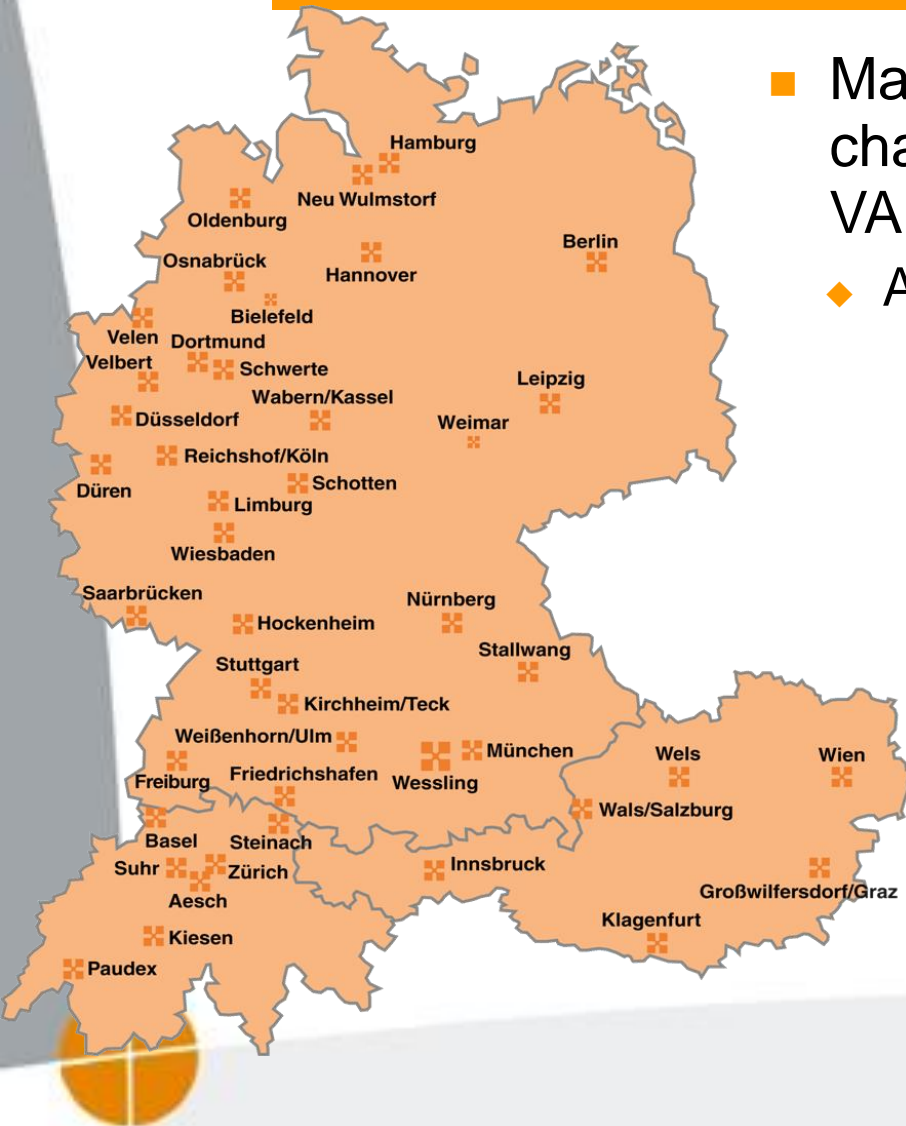 Hamburg
Neu Wulmstorf
Oldenburg
Berlin
Osnabrück
Hannover
Bielefeld
Velen
Dortmund
Velbert
Schwerte
Leipzig
Wabern/Kassel
Düsseldorf
Weimar
Reichshof/Köln
Schotten
Düren
Limburg
Wiesbaden
Saarbrücken
Nürnberg
Hockenheim
Stallwang
Stuttgart
Kirchheim/Teck
Weißenhorn/Ulm
München
Wels
Wien
Freiburg
Friedrichshafen
Wessling
Wals/Salzburg
Basel
Steinach
Suhr
Zürich
Innsbruck
Aesch
Großwilfersdorf/Graz
Klagenfurt
Kiesen
Paudex
Ma
cha
VA
A